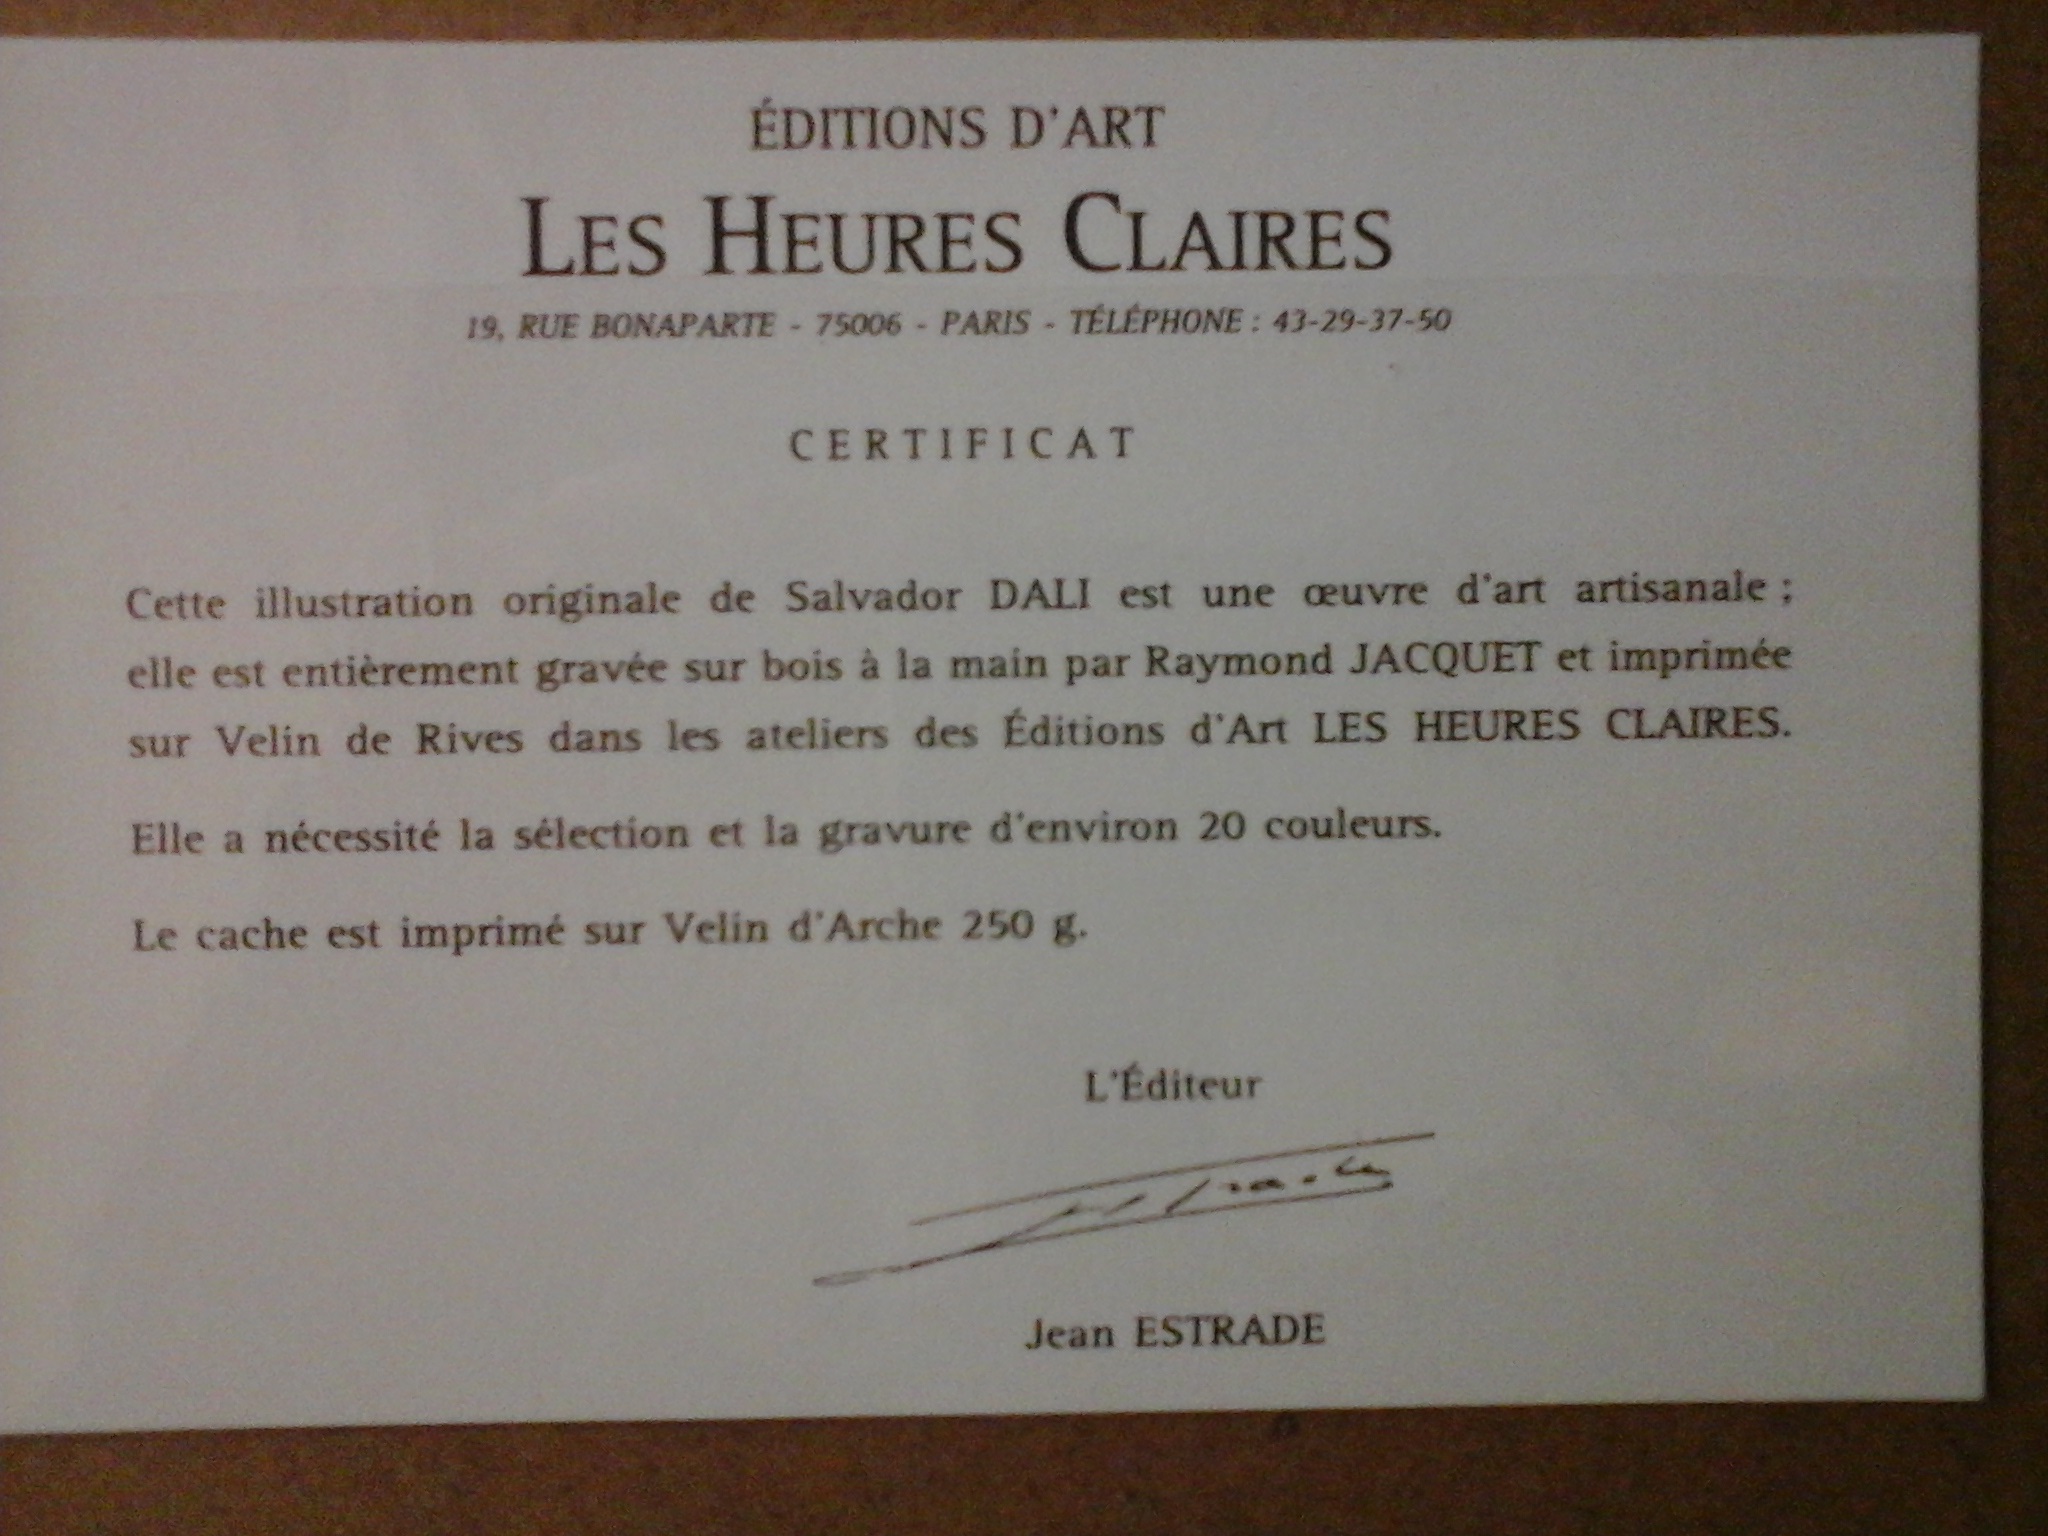 ÉDITIONS D'ART
LES HEURES CLAIRES
19, RUE BONAPARTE - 75006 - PARIS - TÉLÉPHONE : 43-29-37-50
CERTIFICAT
Cette illustration originale de Salvador DALI est une œuvre d'art artisanale ;
elle est entièrement gravée sur bois à la main par Raymond JACQUET et imprimée
sur Velin de Rives dans les ateliers des Éditions d'Art LES HEURES CLAIRES.
Elle a nécessité la sélection et la gravure d'environ 20 couleurs.
Le cache est imprimé sur Velin d'Arche 250 g.
L'Éditeur
Jean ESTRADE